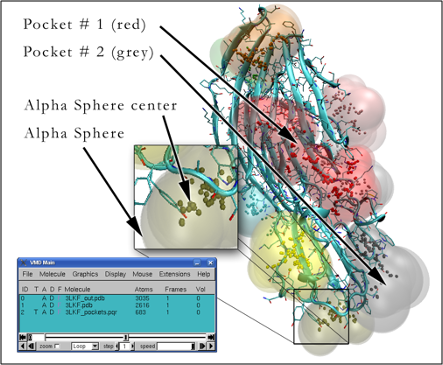 Pocket # 1 (red)
Pocket # 2 (grey)
Alpha Sphere center
Alpha Sphere
VMD Main
File Molecule Graphics Display Mouse Extensions Help
ID T A D F Molecule Atoms Frames Vol
0 A D F 3LKF_out.pdb 3035 1 0
1 A D F 3LKF.pdb 2616 1 0
2 T A D F 3LKF_pockets.pqr 603 1 0
zoom Loop step 1 speed